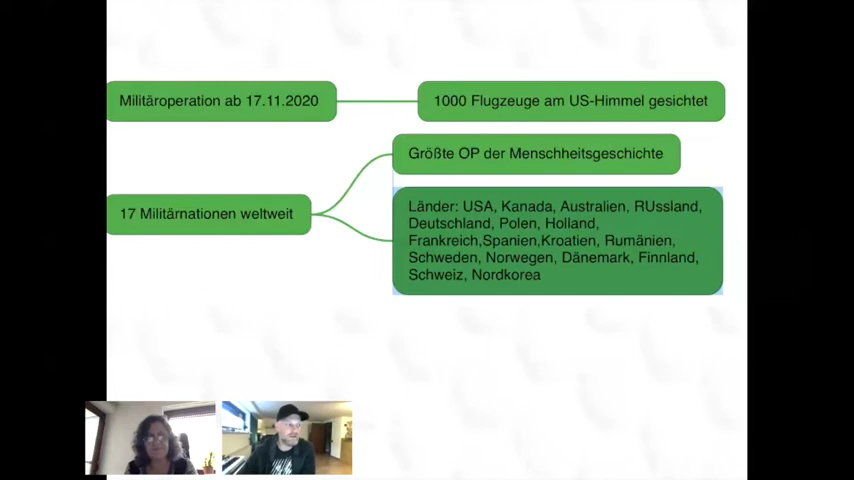 Militäroperation ab 17.11.2020
1000 Flugzeuge am US-Himmel gesichtet
Größte OP der Menschheitsgeschichte
17 Militärnationen weltweit
Länder: USA, Kanada, Australien, RUssland,
Deutschland, Polen, Holland,
Frankreich,Spanien,Kroatien, Rumänien,
Schweden, Norwegen, Dänemark, Finnland,
Schweiz, Nordkorea